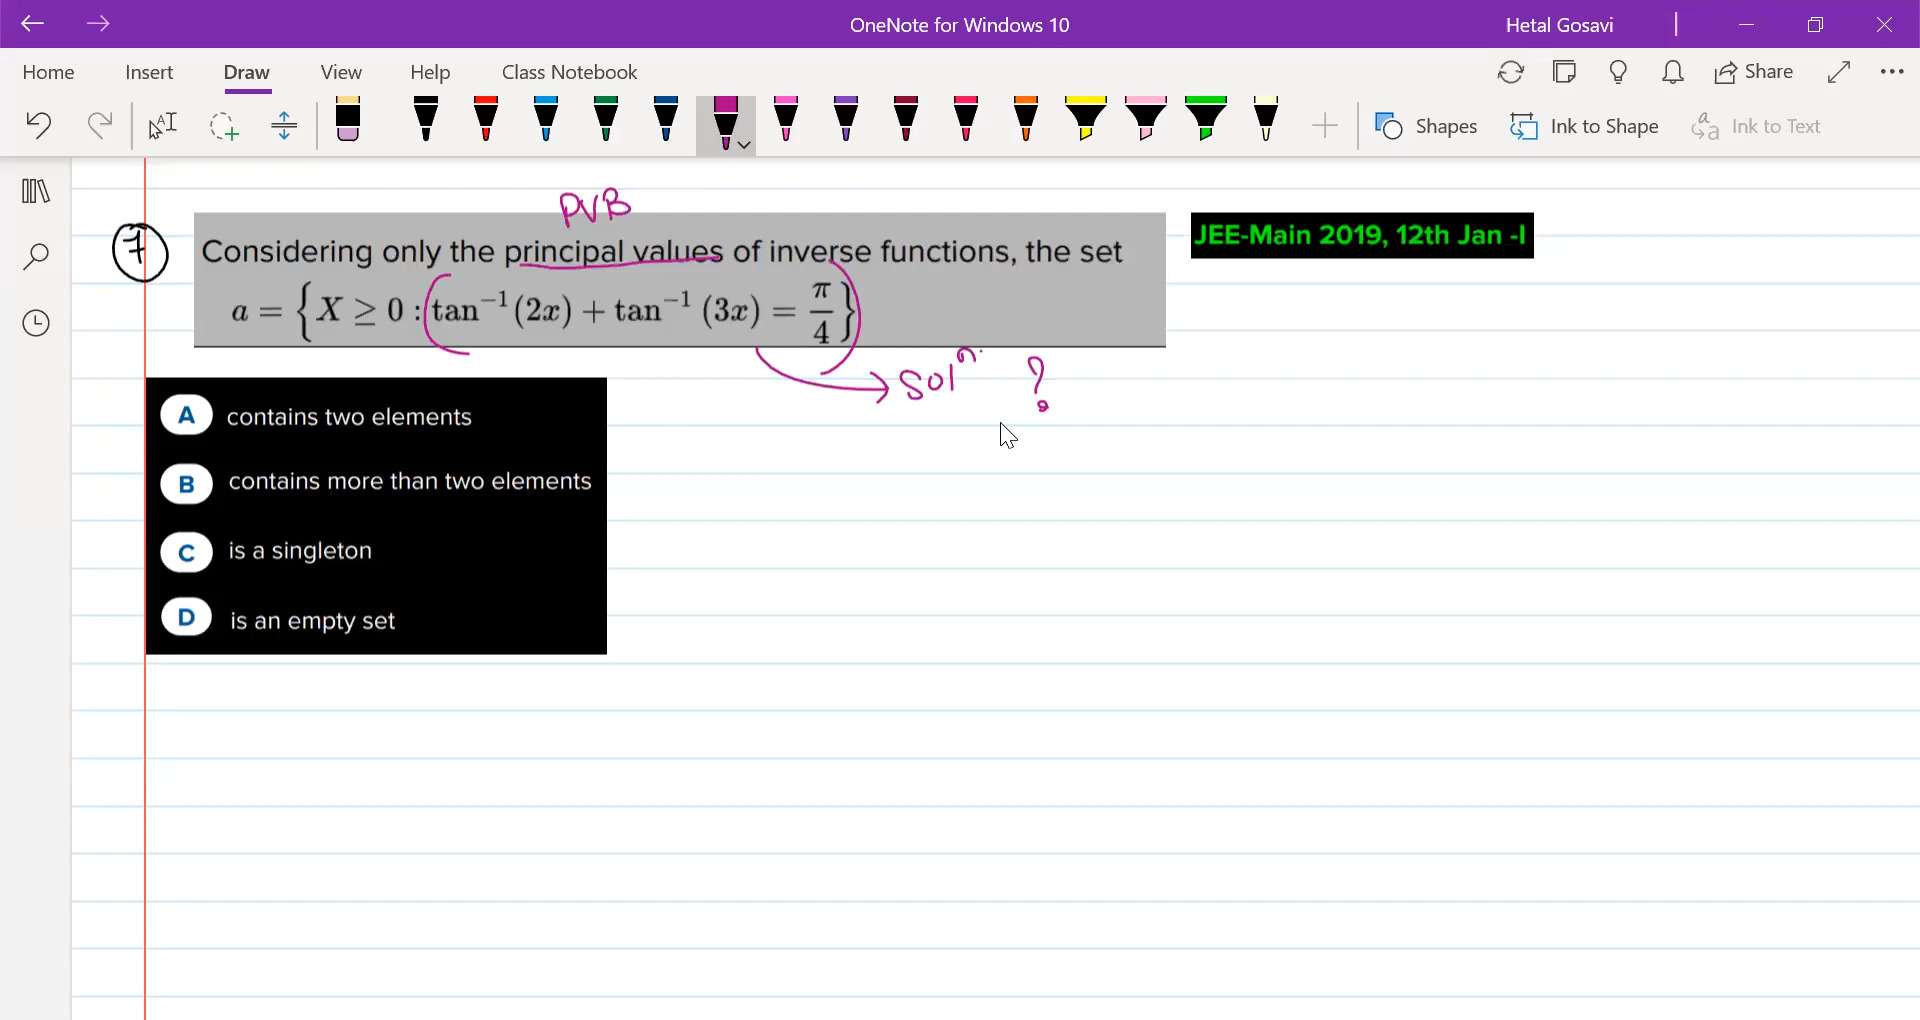 OneNote for Windows 10
Hetal Gosavi
Home Insert Draw View Help Class Notebook
Share
Shapes Ink to Shape Ink to Text
PVB
7
Considering only the principal values of inverse functions, the set
JEE-Main 2019, 12th Jan -I
a = {X ≥ 0 : tan⁻¹(2x) + tan⁻¹ (3x) = π/4}
→ Solⁿ. ?
A contains two elements
B contains more than two elements
C is a singleton
D is an empty set